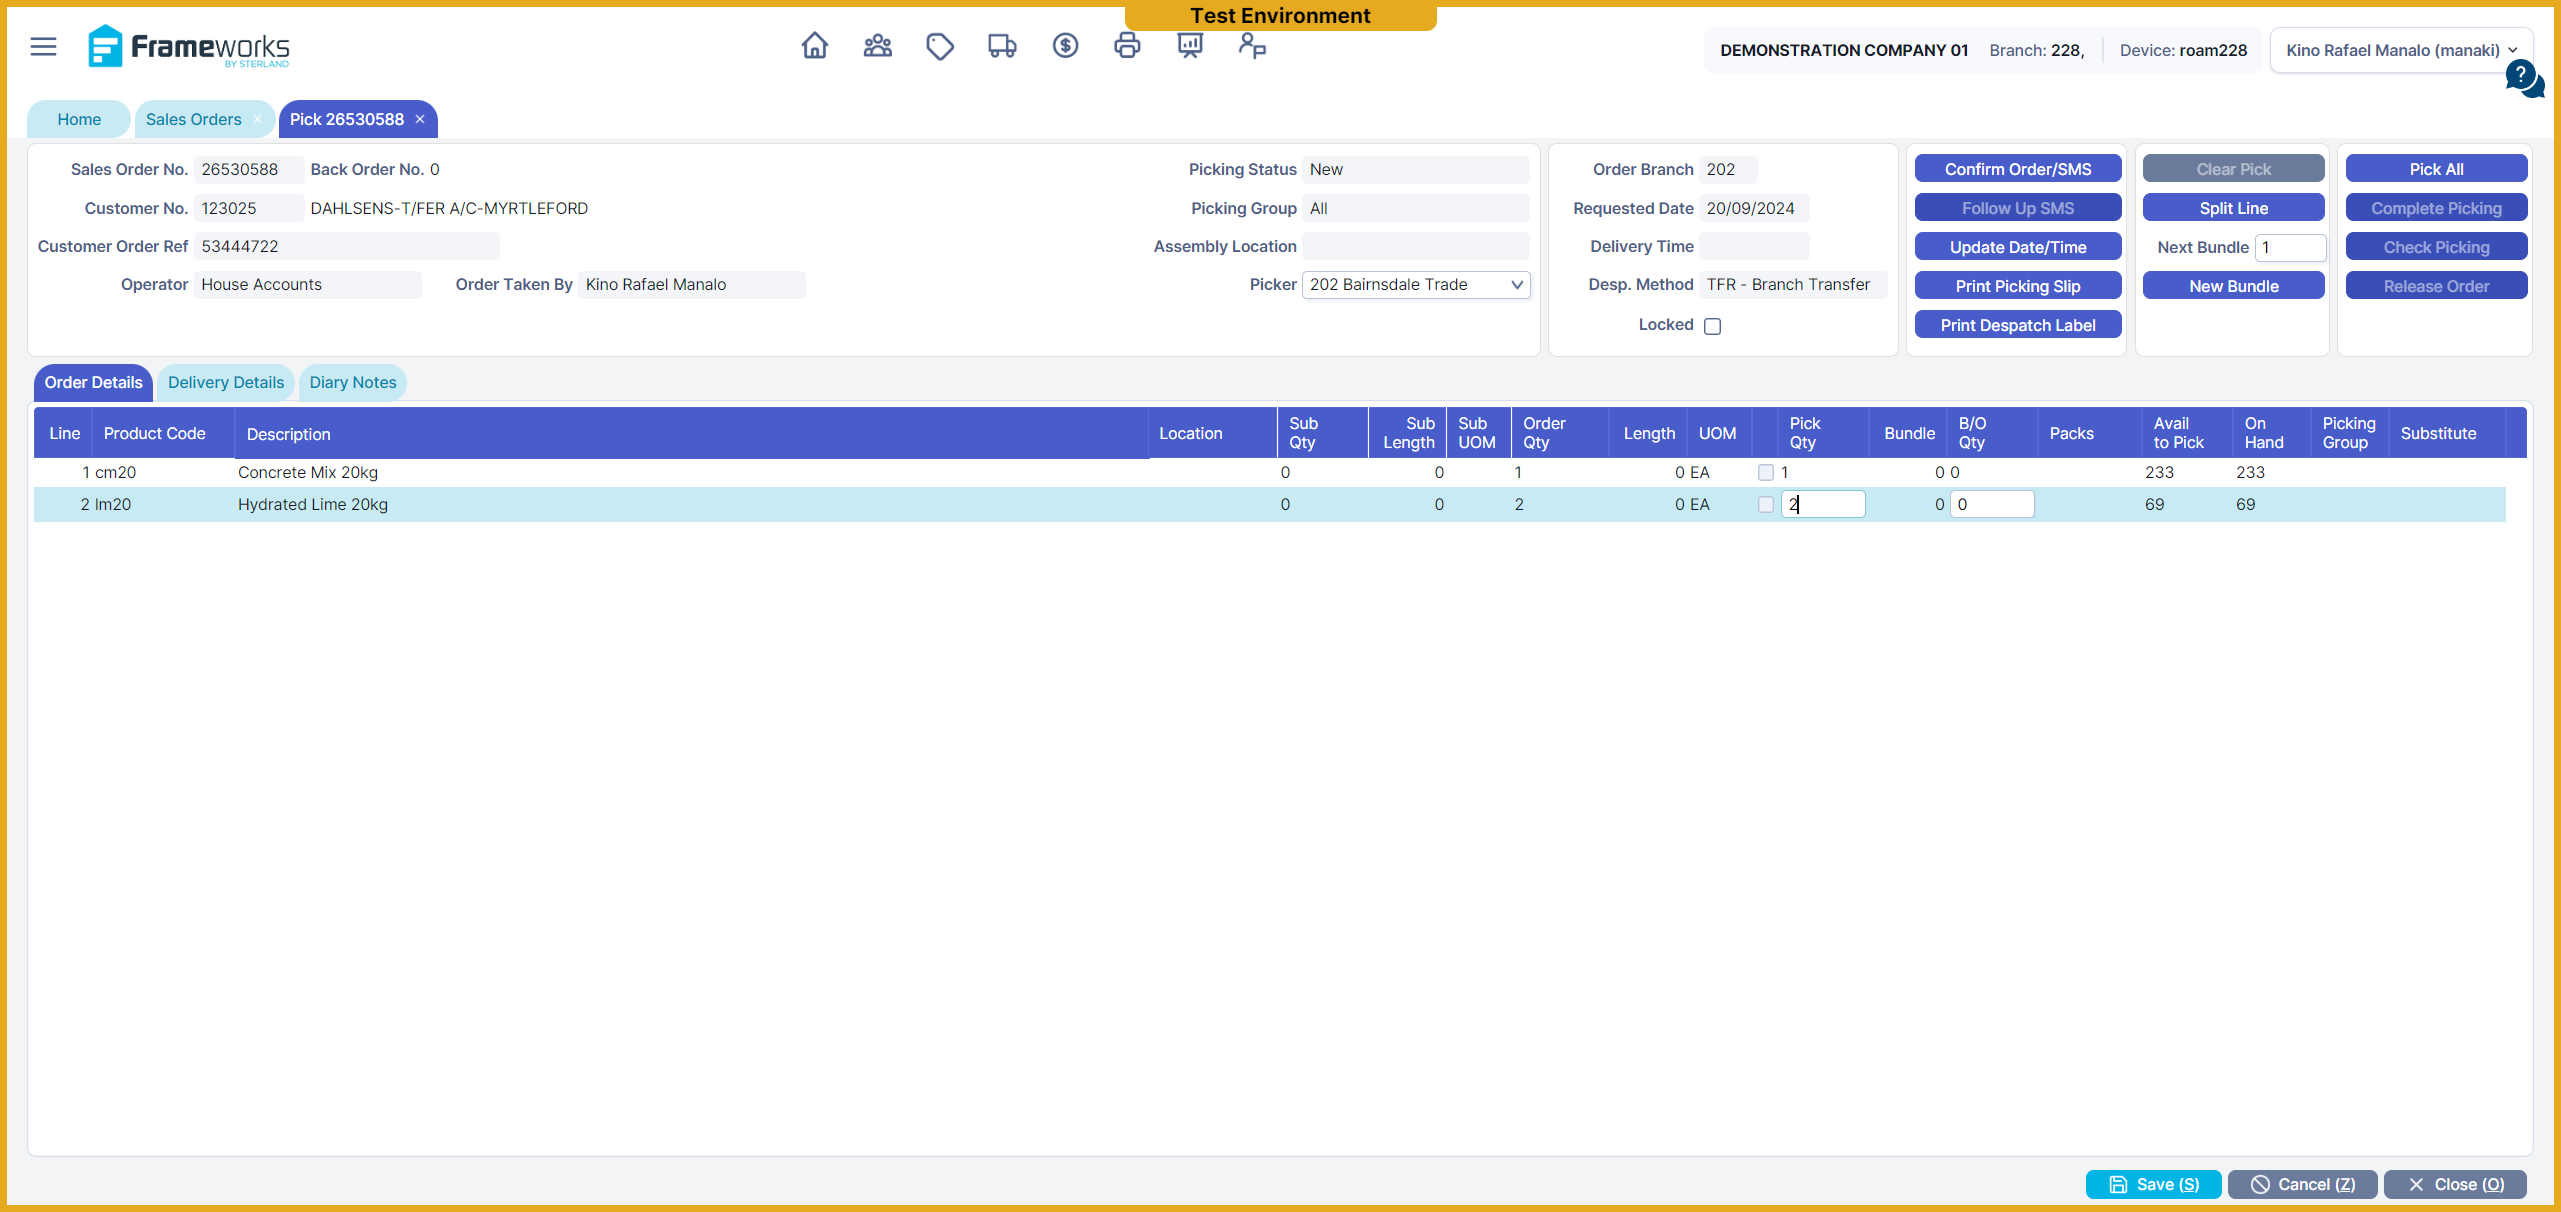 Test Environment
Frameworks
BY STERLAND
DEMONSTRATION COMPANY 01 Branch: 228, Device: roam228
Kino Rafael Manalo (manaki)
?
Home
Sales Orders ×
Pick 26530588 ×
Sales Order No. 26530588 Back Order No. 0
Customer No. 123025 DAHLSENS-T/FER A/C-MYRTLEFORD
Customer Order Ref 53444722
Operator House Accounts Order Taken By Kino Rafael Manalo
Picking Status New
Picking Group All
Assembly Location
Picker 202 Bairnsdale Trade
Order Branch 202
Requested Date 20/09/2024
Delivery Time
Desp. Method TFR - Branch Transfer
Locked
Confirm Order/SMS
Follow Up SMS
Update Date/Time
Print Picking Slip
Print Despatch Label
Clear Pick
Split Line
Next Bundle 1
New Bundle
Pick All
Complete Picking
Check Picking
Release Order
Order Details Delivery Details Diary Notes
Line Product Code Description Location Sub Qty Sub Length Sub UOM Order Qty Length UOM Pick Qty Bundle B/O Qty Packs Avail to Pick On Hand Picking Group Substitute
1 cm20 Concrete Mix 20kg 0 0 1 0 EA 1 0 0 233 233
2 lm20 Hydrated Lime 20kg 0 0 2 0 EA 2 0 0 69 69
Save (S) Cancel (Z) Close (O)